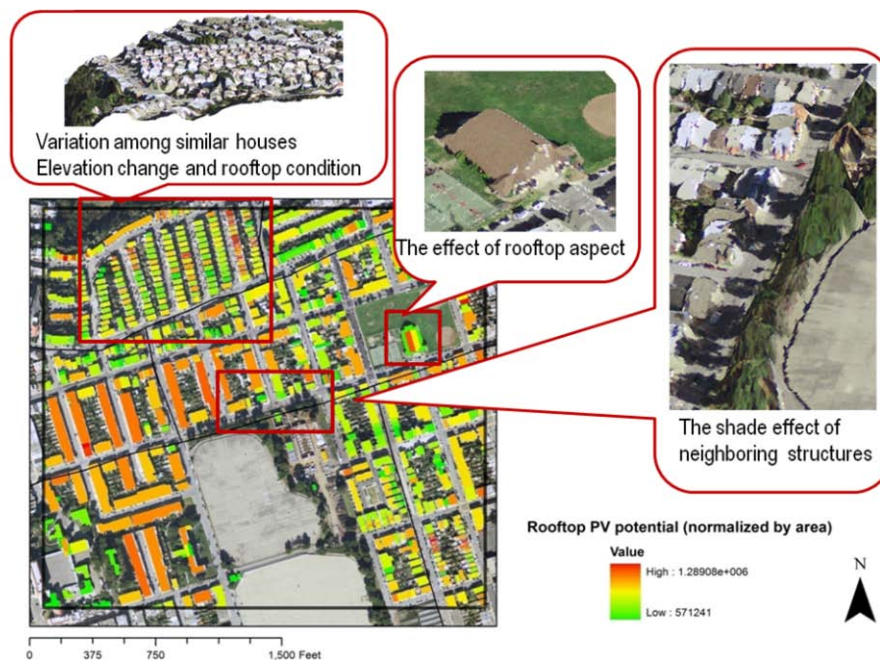 Variation among similar houses
Elevation change and rooftop condition
The effect of rooftop aspect
The shade effect of
neighboring structures
Rooftop PV potential (normalized by area)
Value
High : 1.28908e+006
Low : 571241
N
0 375 750 1,500 Feet